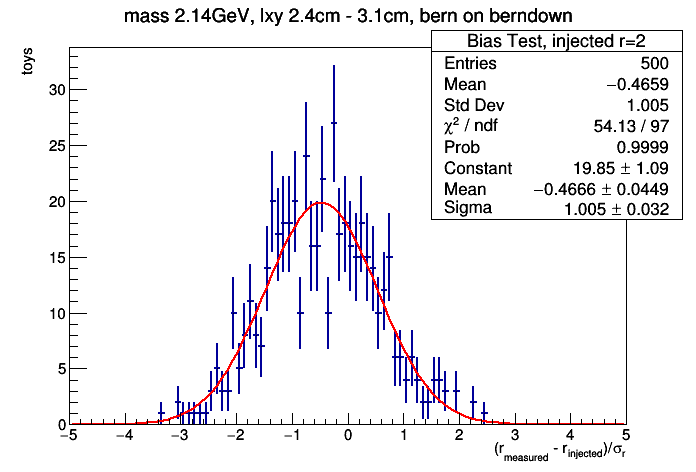 mass 2.14GeV, lxy 2.4cm - 3.1cm, bern on berndown
Bias Test, injected r=2
Entries 500
Mean −0.4659
Std Dev 1.005
χ² / ndf 54.13 / 97
Prob 0.9999
Constant 19.85 ± 1.09
Mean −0.4666 ± 0.0449
Sigma 1.005 ± 0.032
toys
30
25
20
15
10
5
0
−5 −4 −3 −2 −1 0 1 2 3 4 5
(r_measured - r_injected)/σ_r